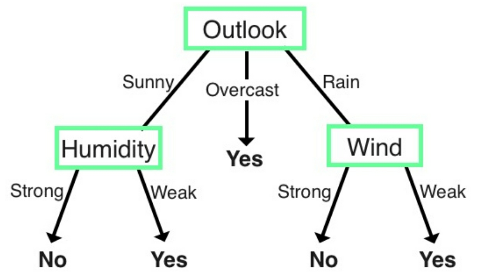 Outlook
Sunny
Overcast
Rain
Humidity
Yes
Wind
Strong
Weak
Strong
Weak
No
Yes
No
Yes